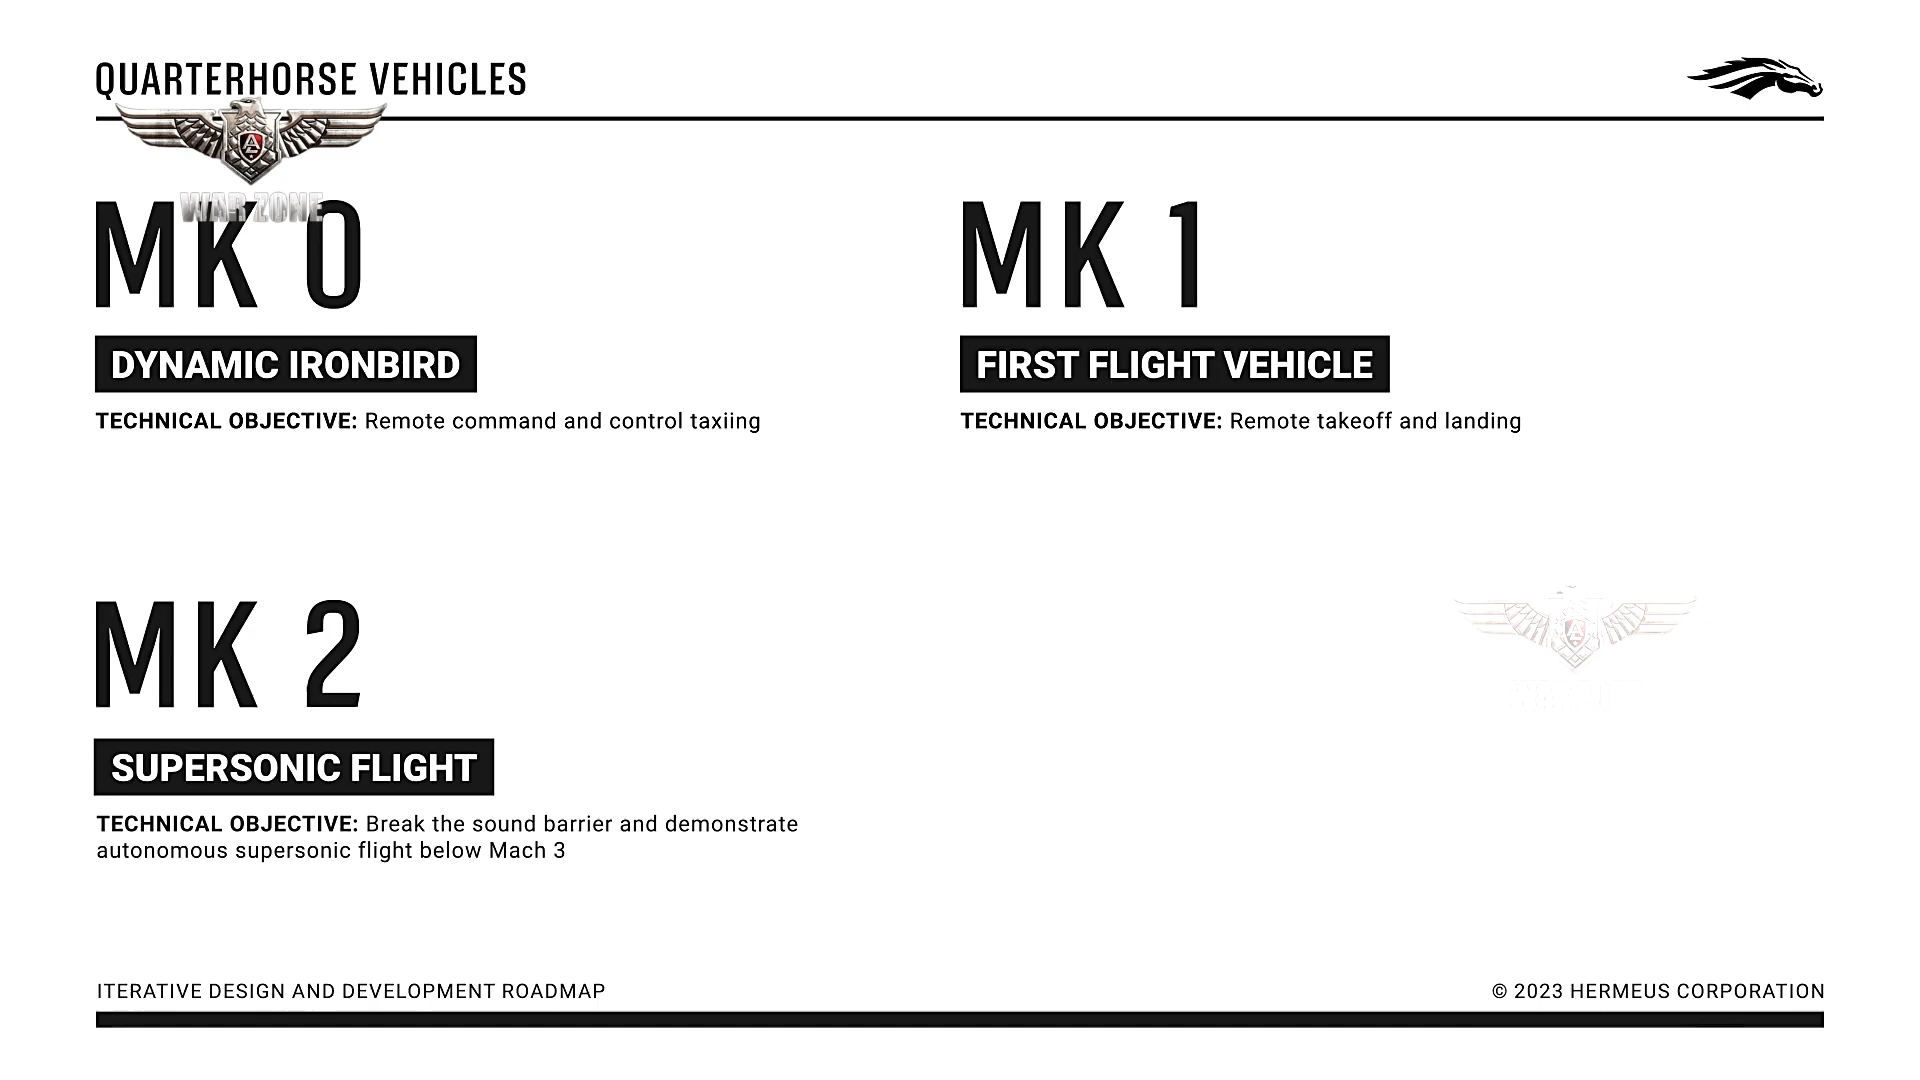 QUARTERHORSE VEHICLES
WAR ZONE
MK 0
MK 1
DYNAMIC IRONBIRD
FIRST FLIGHT VEHICLE
TECHNICAL OBJECTIVE: Remote command and control taxiing
TECHNICAL OBJECTIVE: Remote takeoff and landing
MK 2
SUPERSONIC FLIGHT
TECHNICAL OBJECTIVE: Break the sound barrier and demonstrate
autonomous supersonic flight below Mach 3
ITERATIVE DESIGN AND DEVELOPMENT ROADMAP
© 2023 HERMEUS CORPORATION